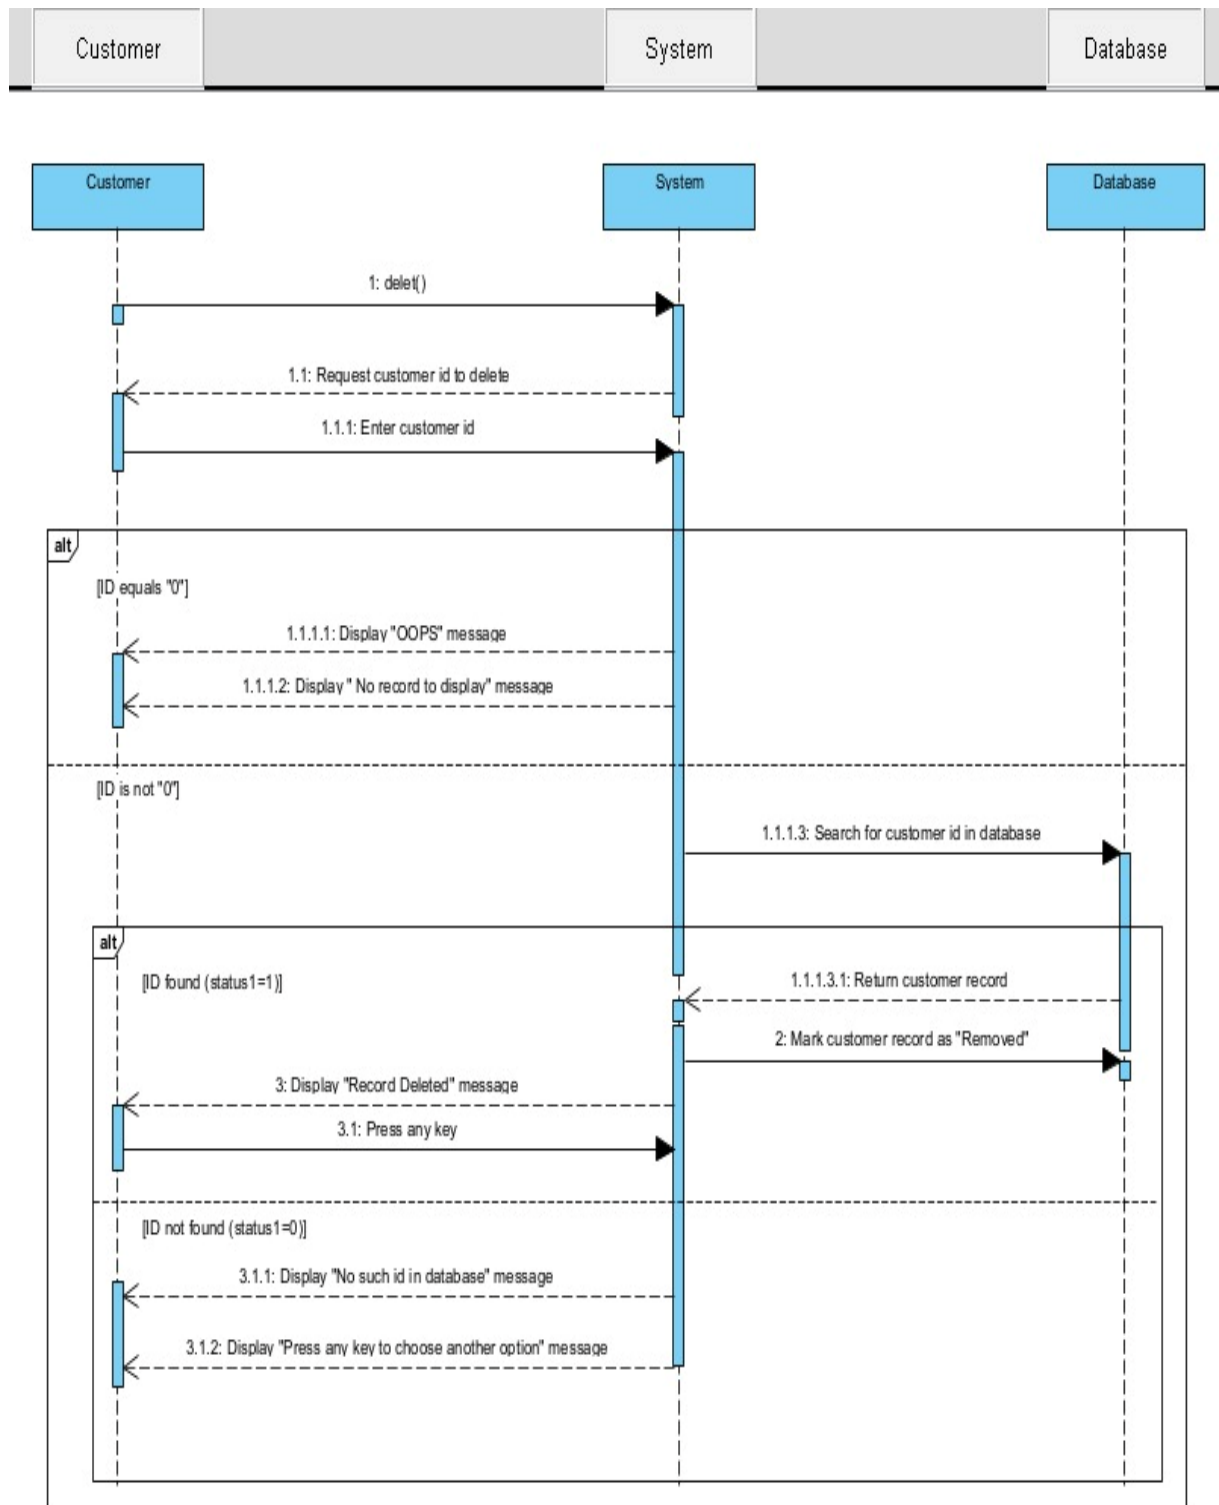 Customer
System
Database
Customer
System
Database
1: delet()
1.1: Request customer id to delete
1.1.1: Enter customer id
alt
[ID equals "0"]
1.1.1.1: Display "OOPS" message
1.1.1.2: Display " No record to display" message
[ID is not "0"]
1.1.1.3: Search for customer id in database
alt
[ID found (status1=1)]
1.1.1.3.1: Return customer record
2: Mark customer record as "Removed"
3: Display "Record Deleted" message
3.1: Press any key
[ID not found (status1=0)]
3.1.1: Display "No such id in database" message
3.1.2: Display "Press any key to choose another option" message